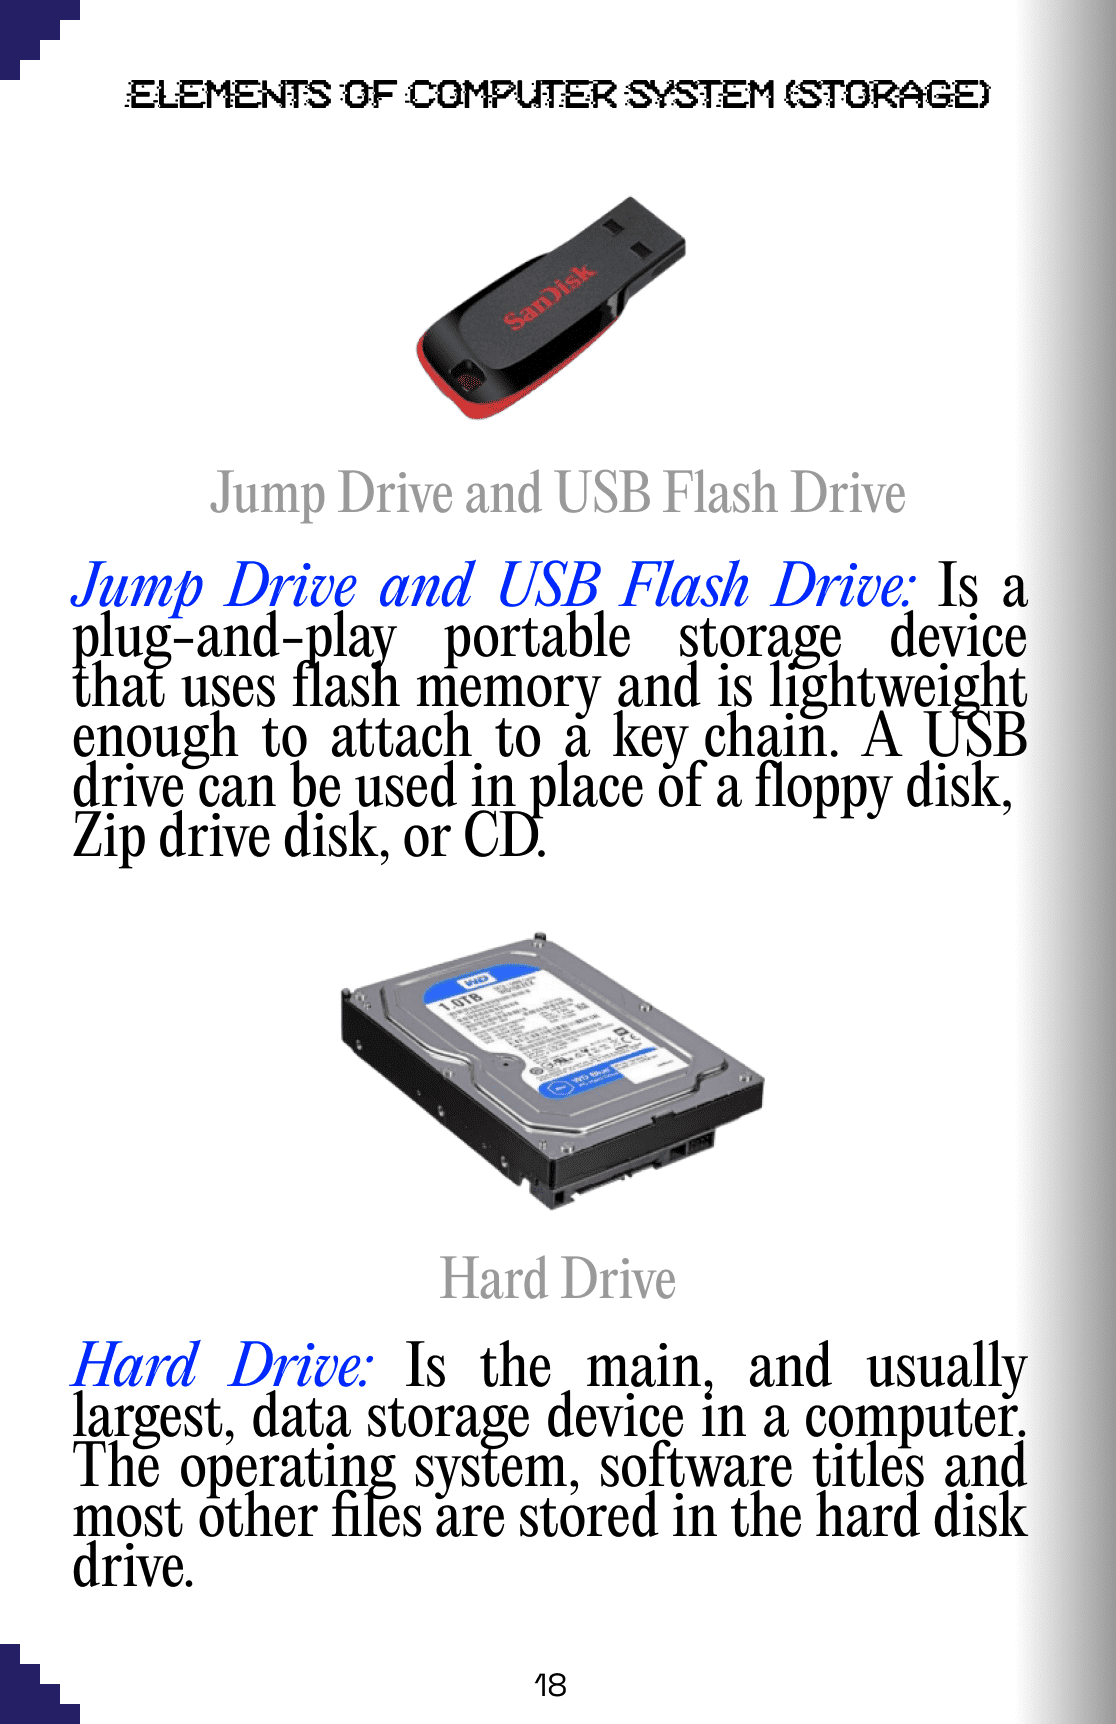 ELEMENTS OF COMPUTER SYSTEM (STORAGE)
SanDisk
Jump Drive and USB Flash Drive
Jump Drive and USB Flash Drive: Is a
plug-and-play portable storage device
that uses flash memory and is lightweight
enough to attach to a key chain. A USB
drive can be used in place of a floppy disk,
Zip drive disk, or CD.
WD
1.0TB
WD Blue
Hard Drive
Hard Drive: Is the main, and usually
largest, data storage device in a computer.
The operating system, software titles and
most other files are stored in the hard disk
drive.
18